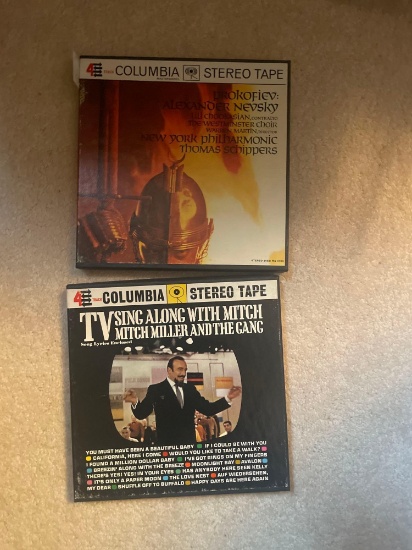 4 TRACK COLUMBIA STEREO TAPE
PROKOFIEV:
ALEXANDER NEVSKY
LILI CHOOKASIAN, CONTRALTO
THE WESTMINSTER CHOIR
WARREN MARTIN, DIRECTOR
NEW YORK PHILHARMONIC
THOMAS SCHIPPERS
4 TRACK COLUMBIA STEREO TAPE
TV SING ALONG WITH MITCH
MITCH MILLER AND THE GANG
Song Lyrics Enclosed
YOU MUST HAVE BEEN A BEAUTIFUL BABY IF I COULD BE WITH YOU
CALIFORNIA, HERE I COME WOULD YOU LIKE TO TAKE A WALK?
I FOUND A MILLION DOLLAR BABY I'VE GOT RINGS ON MY FINGERS
BREEZIN' ALONG WITH THE BREEZE MOONLIGHT BAY AVALON
THERE'S YES! YES! IN YOUR EYES HAS ANYBODY HERE SEEN KELLY
IT'S ONLY A PAPER MOON THE LOVE NEST AUF WIEDERSEHEN,
MY DEAR SHUFFLE OFF TO BUFFALO HAPPY DAYS ARE HERE AGAIN